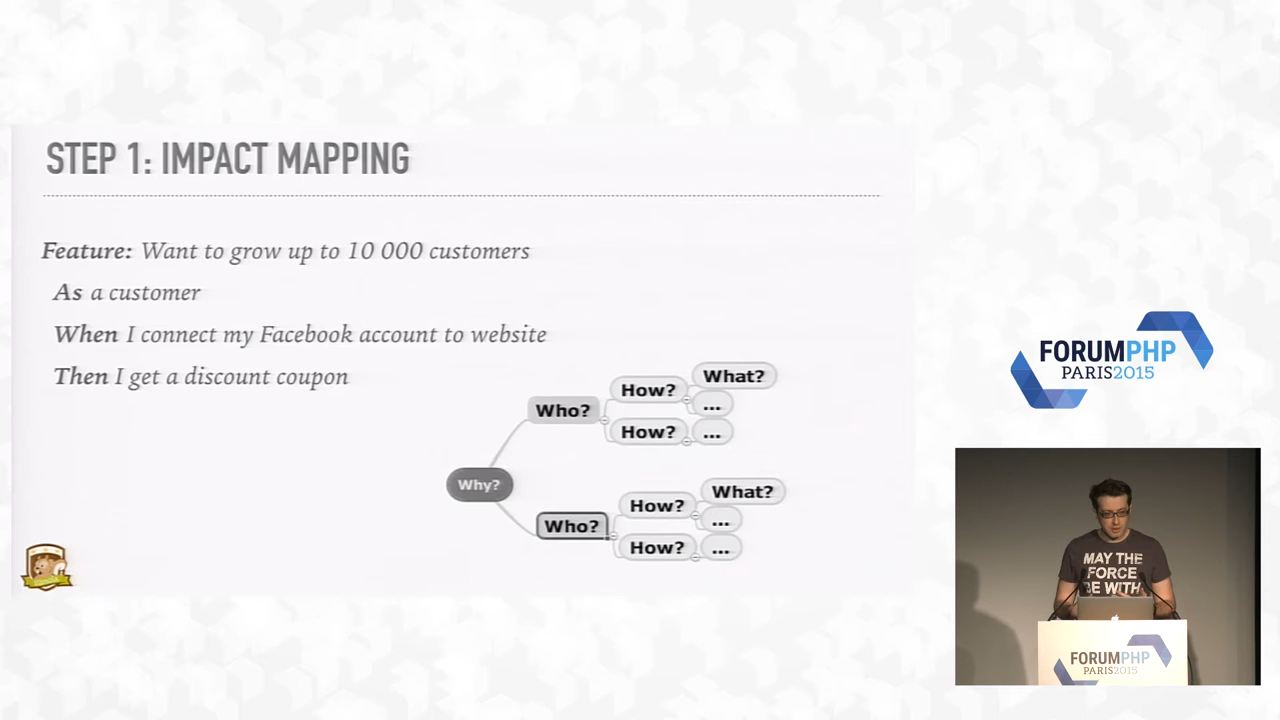 STEP 1: IMPACT MAPPING
Feature: Want to grow up to 10 000 customers
As a customer
When I connect my Facebook account to website
Then I get a discount coupon
Why?
Who?
How?
What?
...
How?
...
Who?
How?
What?
...
How?
...
FORUMPHP
PARIS2015
MAY THE
FORCE
BE WITH
FORUMPHP
PARIS2015